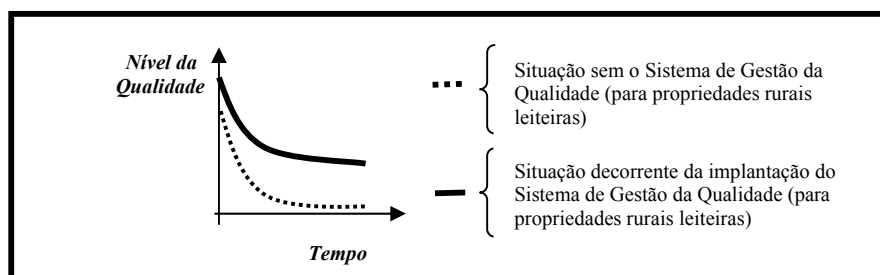 Nível da
Qualidade
Tempo
Situação sem o Sistema de Gestão da
Qualidade (para propriedades rurais
leiteiras)
Situação decorrente da implantação do
Sistema de Gestão da Qualidade (para
propriedades rurais leiteiras)